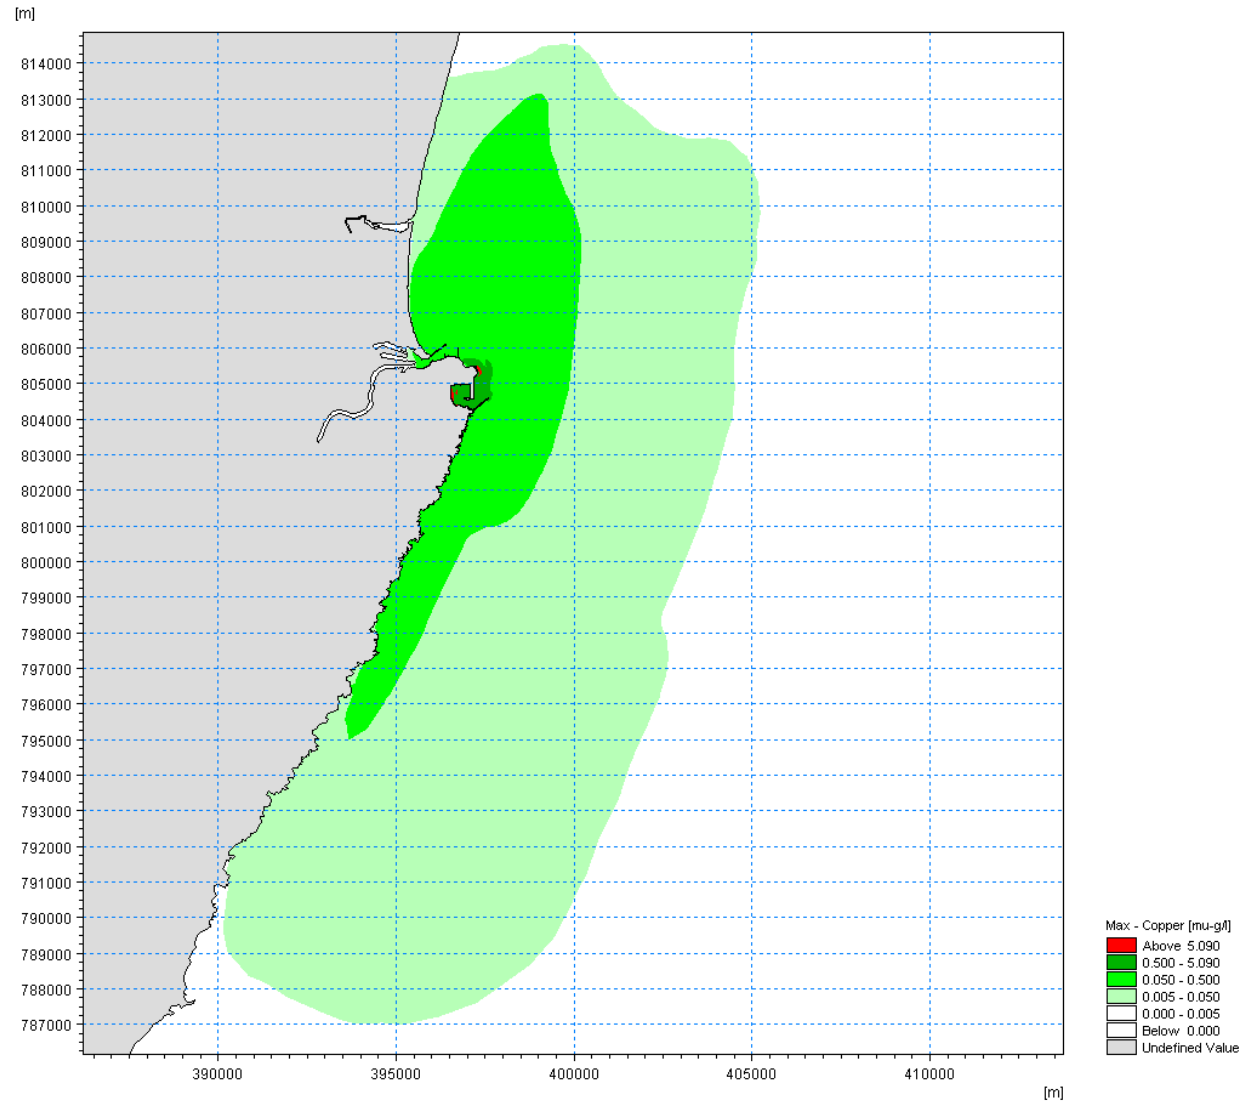 [m]
814000
813000
812000
811000
810000
809000
808000
807000
806000
805000
804000
803000
802000
801000
800000
799000
798000
797000
796000
795000
794000
793000
792000
791000
790000
789000
788000
787000
390000 395000 400000 405000 410000
[m]
Max - Copper [mu-g/l]
Above 5.090
0.500 - 5.090
0.050 - 0.500
0.005 - 0.050
0.000 - 0.005
Below 0.000
Undefined Value